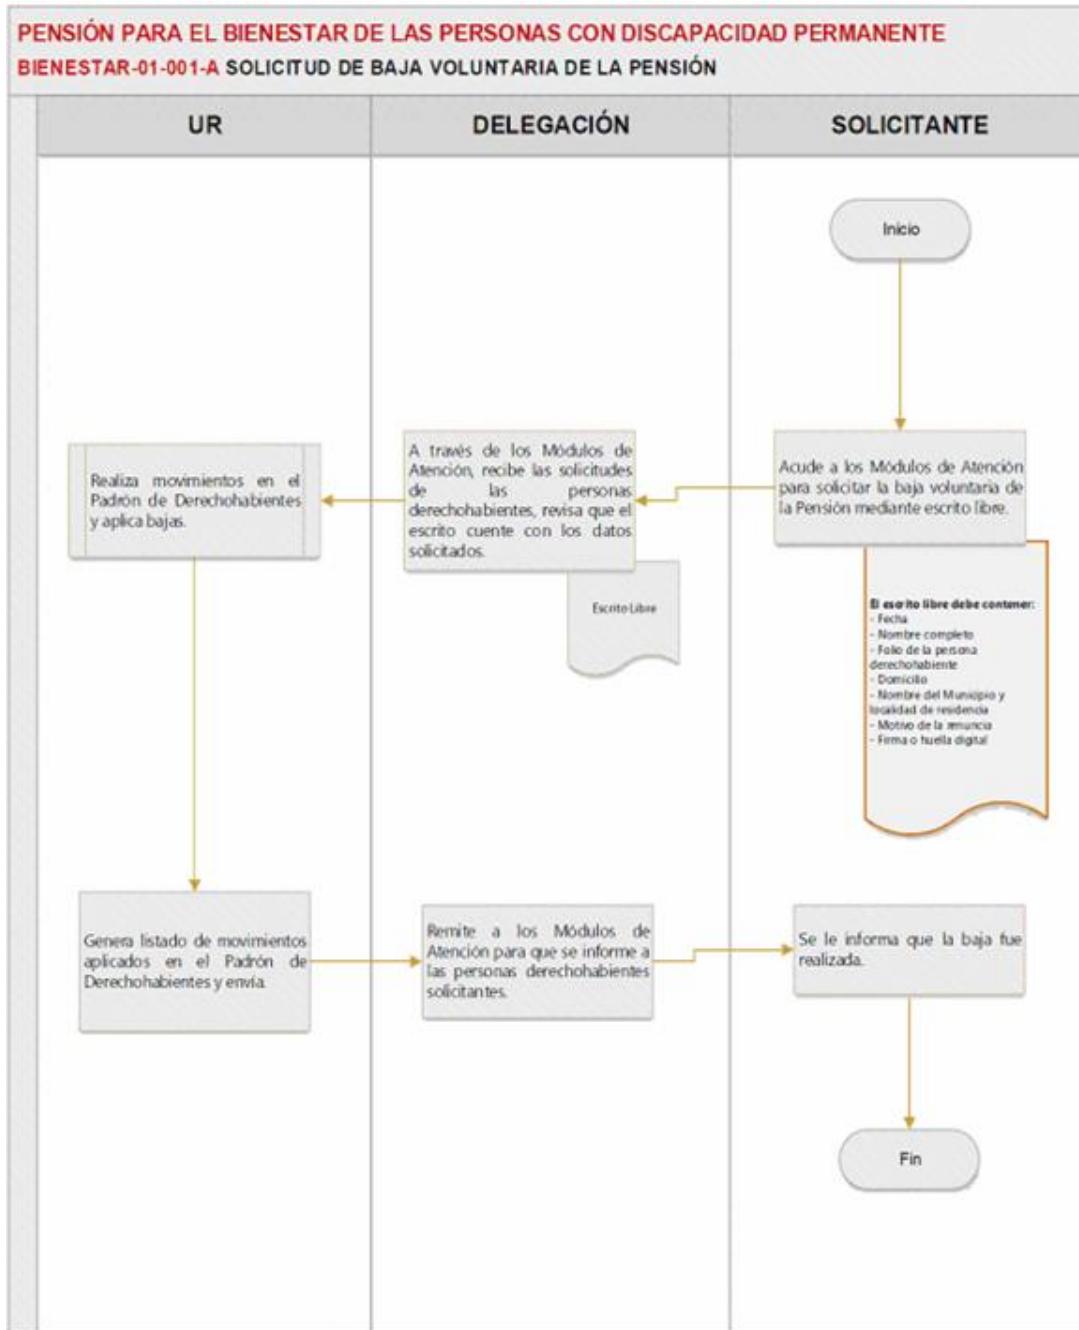 PENSIÓN PARA EL BIENESTAR DE LAS PERSONAS CON DISCAPACIDAD PERMANENTE
BIENESTAR-01-001-A SOLICITUD DE BAJA VOLUNTARIA DE LA PENSIÓN
UR
DELEGACIÓN
SOLICITANTE
Inicio
Acude a los Módulos de Atención
para solicitar la baja voluntaria de
la Pensión mediante escrito libre.
El escrito libre debe contener:
- Fecha
- Nombre completo
- Folio de la persona
derechohabiente
- Domicilio
- Nombre del Municipio y
localidad de residencia
- Motivo de la renuncia
- Firma o huella digital
A través de los Módulos de
Atención, recibe las solicitudes
de las personas
derechohabientes, revisa que el
escrito cuente con los datos
solicitados.
Escrito Libre
Realiza movimientos en el
Padrón de Derechohabientes
y aplica bajas.
Genera listado de movimientos
aplicados en el Padrón de
Derechohabientes y envía.
Remite a los Módulos de
Atención para que se informe a
las personas derechohabientes
solicitantes.
Se le informa que la baja fue
realizada.
Fin